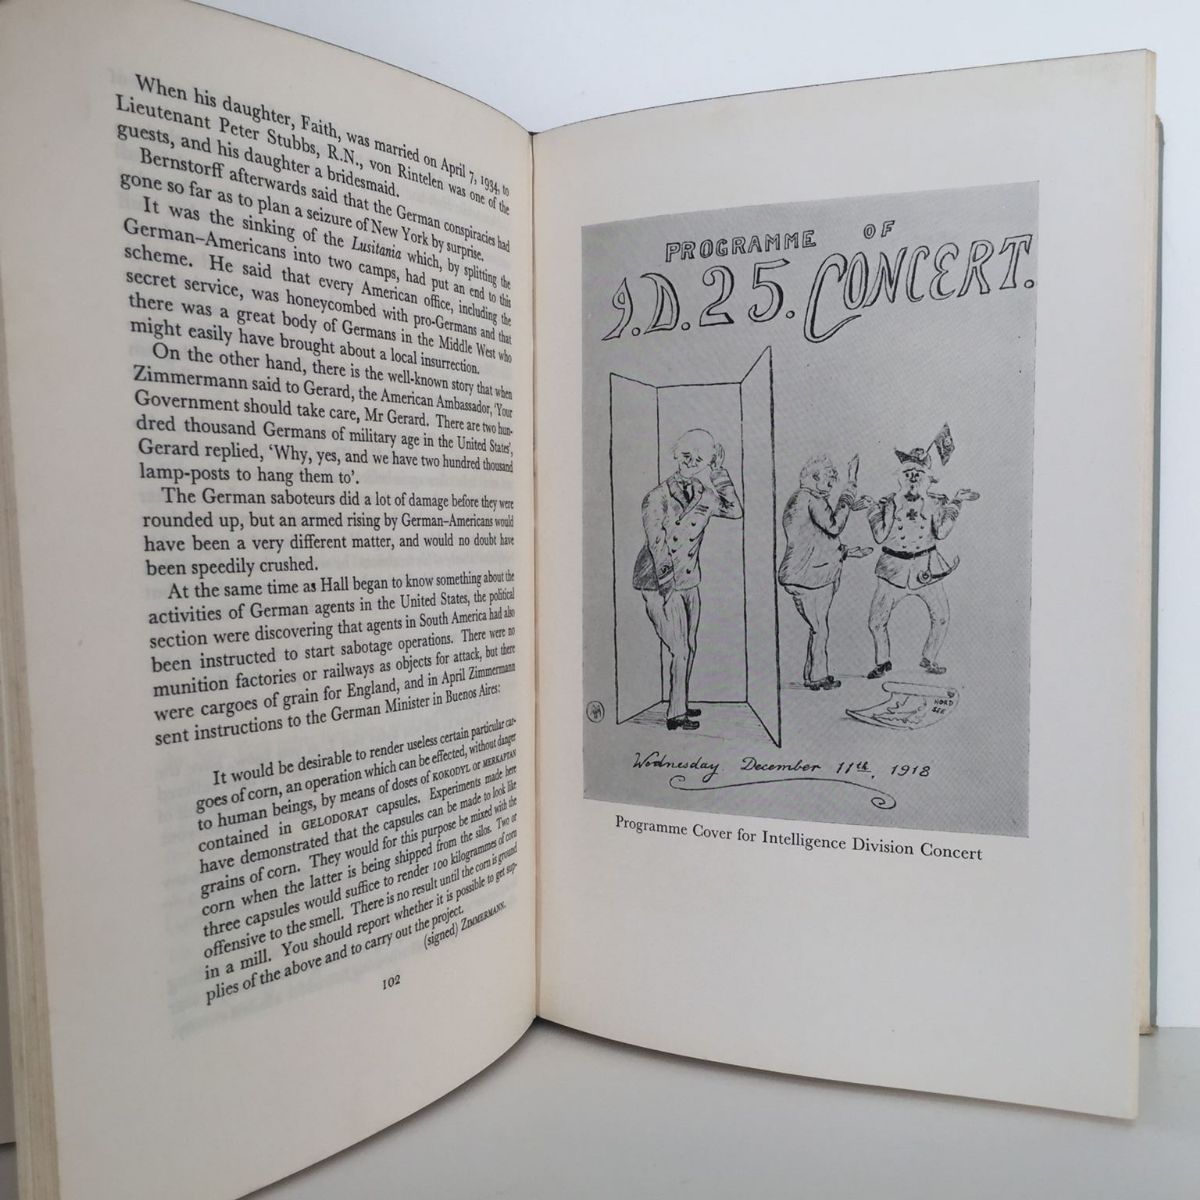 When his daughter, Faith, was married on April 7, 1934, to
Lieutenant Peter Stubbs, R.N., von Rintelen was one of the
guests, and his daughter a bridesmaid.
Bernstorff afterwards said that the German conspiracies had
gone so far as to plan a seizure of New York by surprise.
It was the sinking of the Lusitania which, by splitting the
German–Americans into two camps, had put an end to this
scheme. He said that every American office, including the
secret service, was honeycombed with pro-Germans and that
there was a great body of Germans in the Middle West who
might easily have brought about a local insurrection.
On the other hand, there is the well-known story that when
Zimmermann said to Gerard, the American Ambassador, 'Your
Government should take care, Mr Gerard. There are two hun-
dred thousand Germans of military age in the United States',
Gerard replied, 'Why, yes, and we have two hundred thousand
lamp-posts to hang them to'.
The German saboteurs did a lot of damage before they were
rounded up, but an armed rising by German–Americans would
have been a very different matter, and would no doubt have
been speedily crushed.
At the same time as Hall began to know something about the
activities of German agents in the United States, the political
section were discovering that agents in South America had also
been instructed to start sabotage operations. There were no
munition factories or railways as objects for attack, but there
were cargoes of grain for England, and in April Zimmermann
sent instructions to the German Minister in Buenos Aires:
It would be desirable to render useless certain particular car-
goes of corn, an operation which can be effected, without danger
to human beings, by means of doses of KOKODYL or MERKAPTAN
contained in GELODORAT capsules. Experiments made here
have demonstrated that the capsules can be made to look like
grains of corn. They would for this purpose be mixed with the
corn when the latter is being shipped from the silos. Two or
three capsules would suffice to render 100 kilogrammes of corn
offensive to the smell. There is no result until the corn is ground
in a mill. You should report whether it is possible to get sup-
plies of the above and to carry out the project.
(signed) ZIMMERMANN.
102
PROGRAMME OF
I.D.25. CONCERT.
NORD
SEE
Wednesday December 11th, 1918
Programme Cover for Intelligence Division Concert